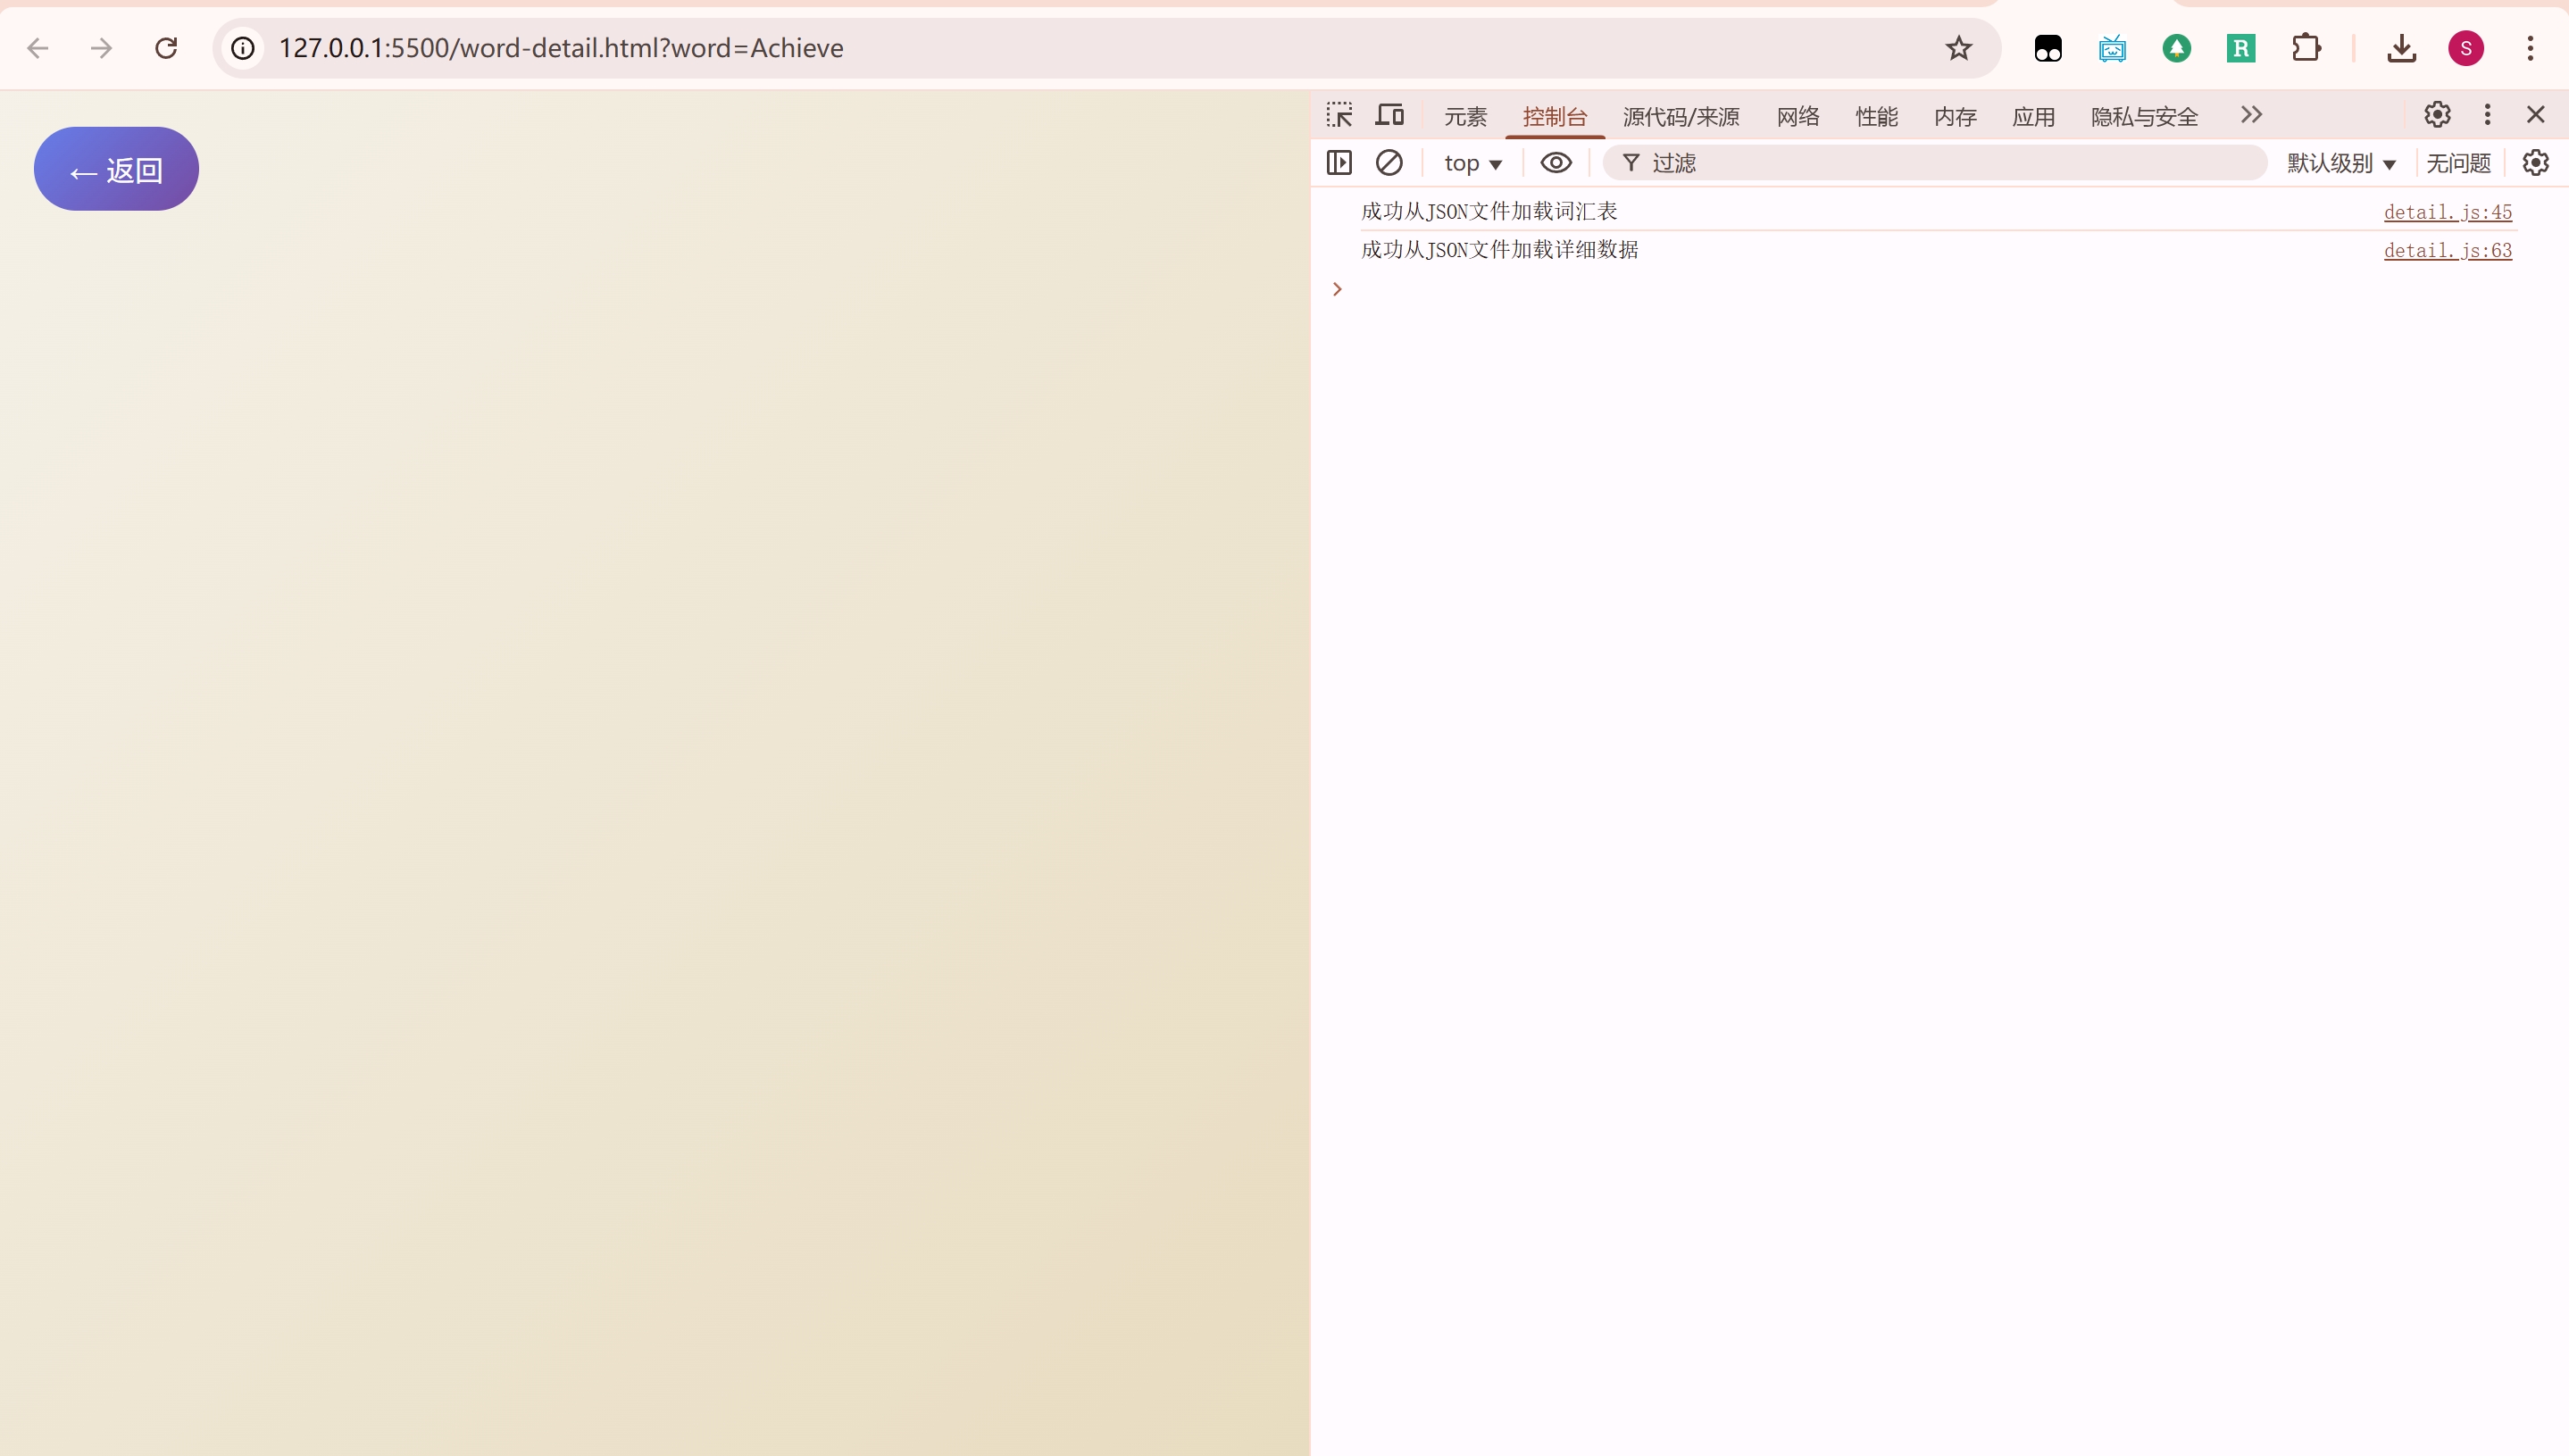 127.0.0.1:5500/word-detail.html?word=Achieve
R
S
← 返回
元素 控制台 源代码/来源 网络 性能 内存 应用 隐私与安全
top 过滤 默认级别 无问题
成功从JSON文件加载词汇表 detail.js:45
成功从JSON文件加载详细数据 detail.js:63